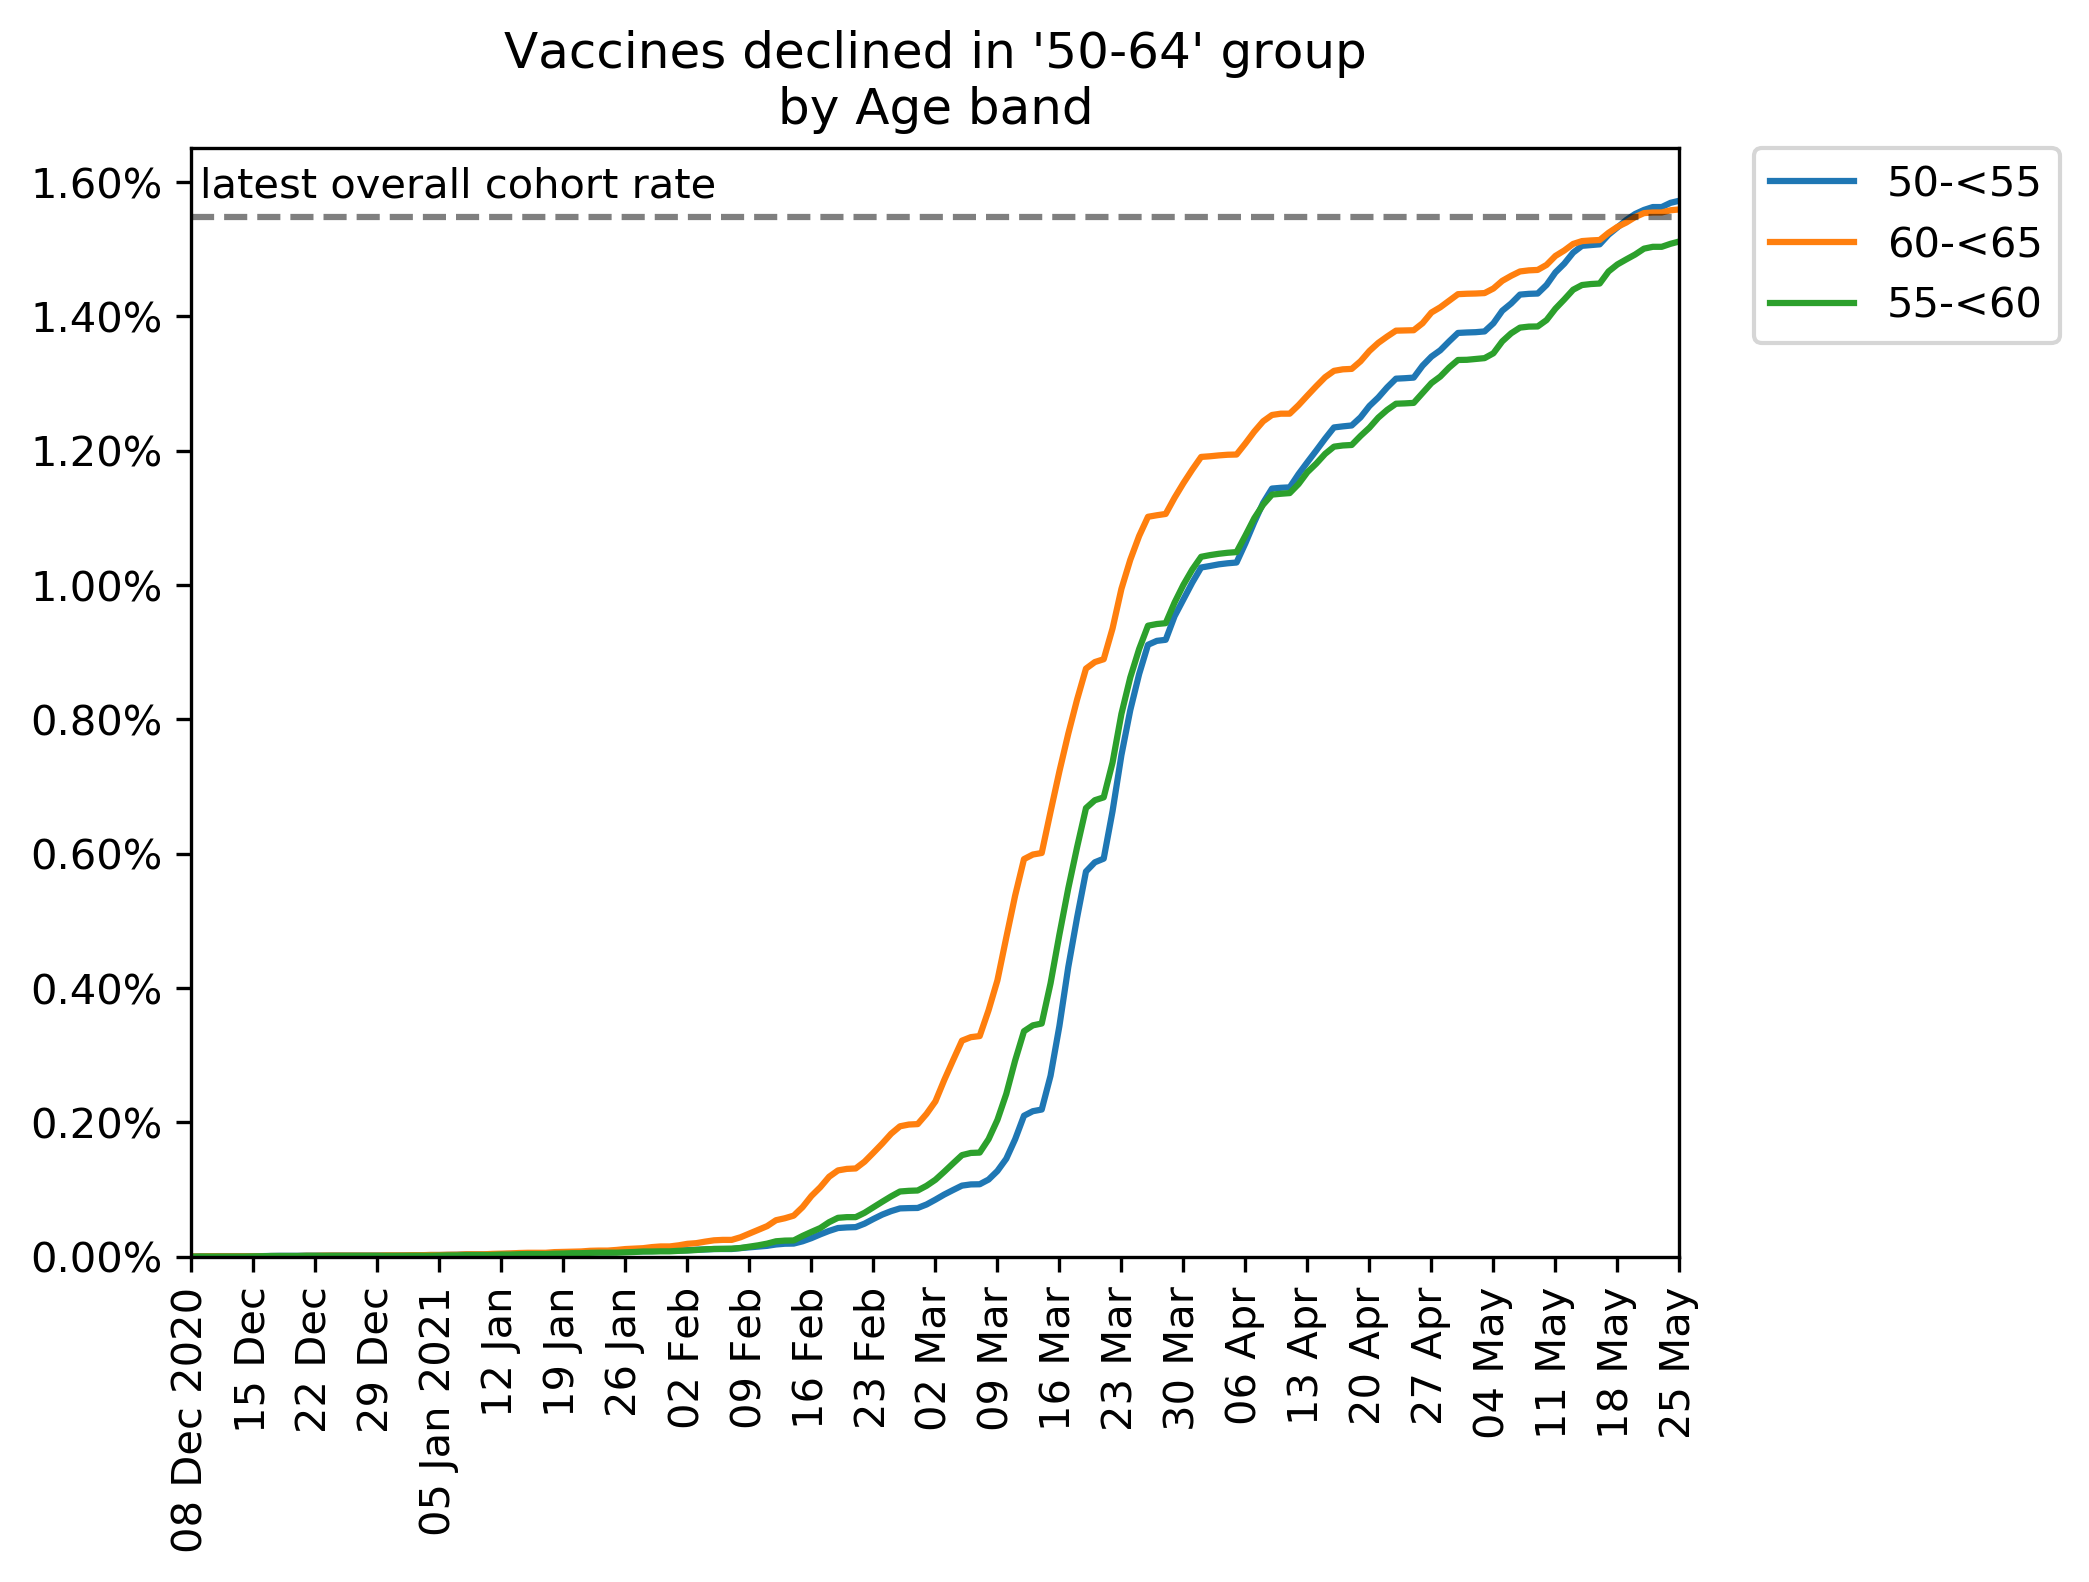 Vaccines declined in '50-64' group
by Age band
1.60%
1.40%
1.20%
1.00%
0.80%
0.60%
0.40%
0.20%
0.00%
latest overall cohort rate
50-<55
60-<65
55-<60
08 Dec 2020
15 Dec
22 Dec
29 Dec
05 Jan 2021
12 Jan
19 Jan
26 Jan
02 Feb
09 Feb
16 Feb
23 Feb
02 Mar
09 Mar
16 Mar
23 Mar
30 Mar
06 Apr
13 Apr
20 Apr
27 Apr
04 May
11 May
18 May
25 May